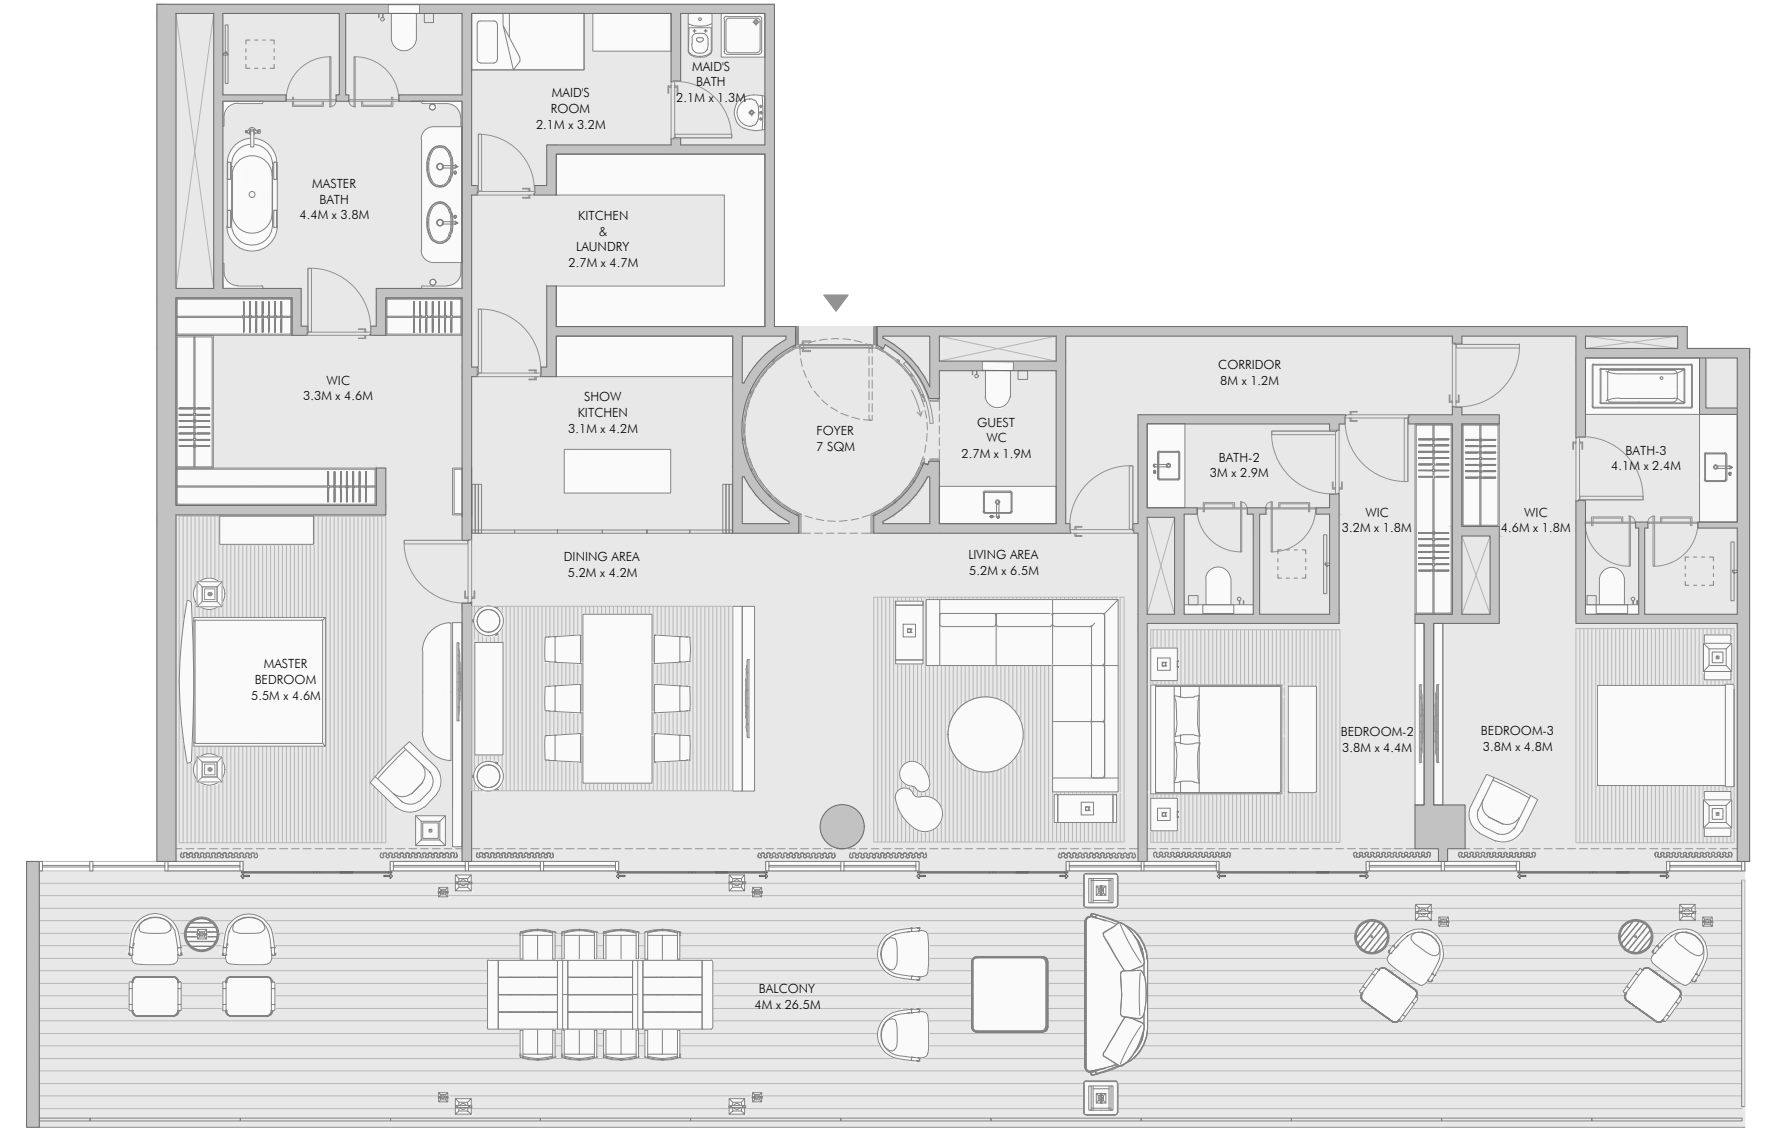 MAID'S
BATH
2.1M x 1.3M
MAID'S
ROOM
2.1M x 3.2M
MASTER
BATH
4.4M x 3.8M
KITCHEN
&
LAUNDRY
2.7M x 4.7M
WIC
3.3M x 4.6M
SHOW
KITCHEN
3.1M x 4.2M
FOYER
7 SQM
GUEST
WC
2.7M x 1.9M
CORRIDOR
8M x 1.2M
BATH-2
3M x 2.9M
BATH-3
4.1M x 2.4M
WIC
3.2M x 1.8M
WIC
4.6M x 1.8M
DINING AREA
5.2M x 4.2M
LIVING AREA
5.2M x 6.5M
MASTER
BEDROOM
5.5M x 4.6M
BEDROOM-2
3.8M x 4.4M
BEDROOM-3
3.8M x 4.8M
BALCONY
4M x 26.5M